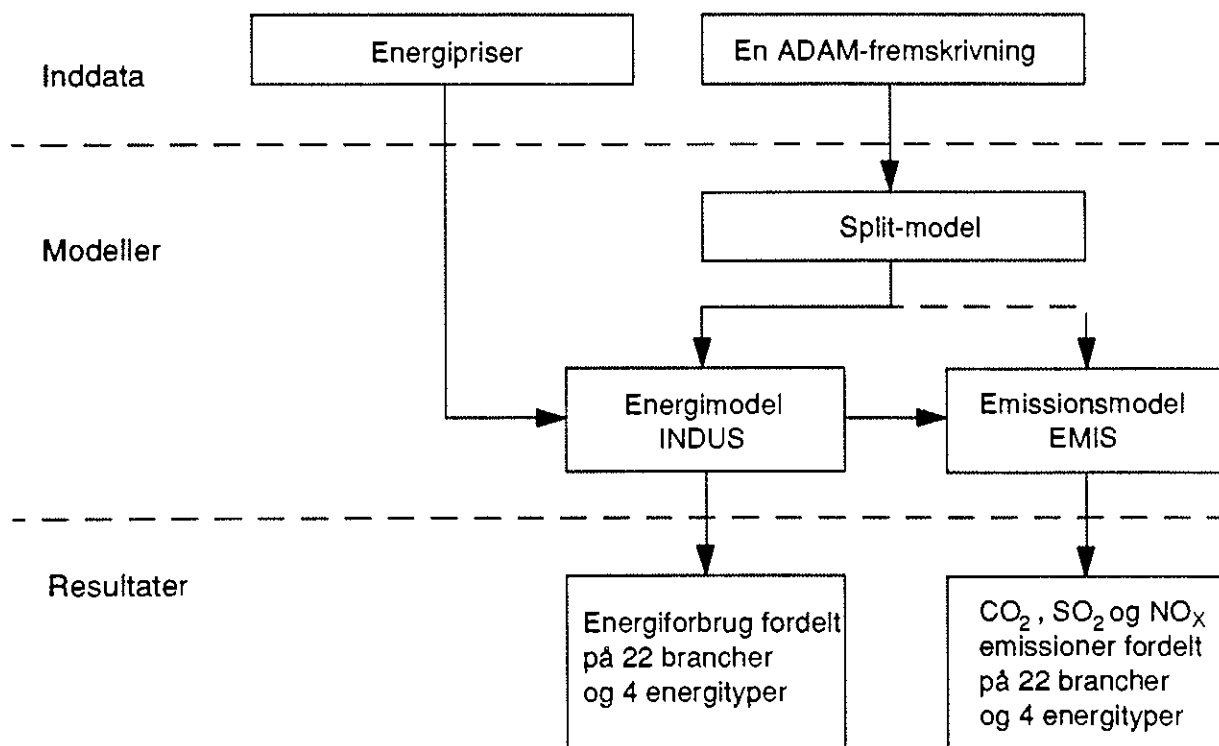 Inddata
Energipriser
En ADAM-fremskrivning
Modeller
Split-model
Energimodel
INDUS
Emissionsmodel
EMIS
Resultater
Energiforbrug fordelt
på 22 brancher
og 4 energityper
CO₂, SO₂ og NOₓ
emissioner fordelt
på 22 brancher
og 4 energityper